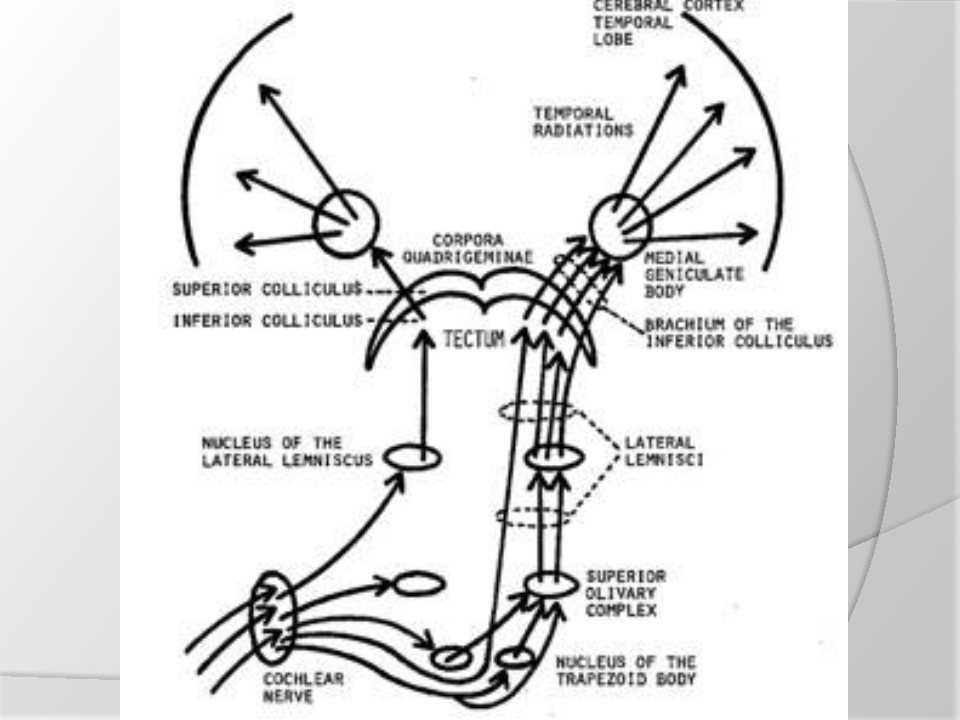 CEREBRAL CORTEX
TEMPORAL
LOBE
TEMPORAL
RADIATIONS
CORPORA
QUADRIGEMINAE
MEDIAL
GENICULATE
BODY
SUPERIOR COLLICULUS
INFERIOR COLLICULUS
TECTUM
BRACHIUM OF THE
INFERIOR COLLICULUS
NUCLEUS OF THE
LATERAL LEMNISCUS
LATERAL
LEMNISCI
SUPERIOR
OLIVARY
COMPLEX
NUCLEUS OF THE
TRAPEZOID BODY
COCHLEAR
NERVE